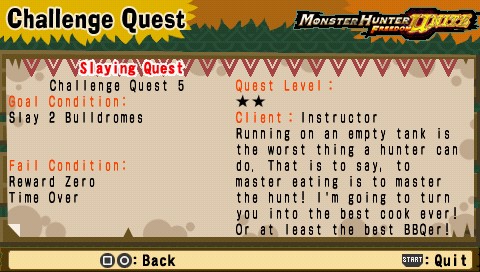 Challenge Quest
MONSTER HUNTER
FREEDOM UNITE
Slaying Quest
Challenge Quest 5
Goal Condition:
Slay 2 Bulldromes
Fail Condition:
Reward Zero
Time Over
Quest Level:
★★
Client: Instructor
Running on an empty tank is
the worst thing a hunter can
do. That is to say, to
master eating is to master
the hunt! I'm going to turn
you into the best cook ever!
Or at least the best BBQer!
: Back
START: Quit